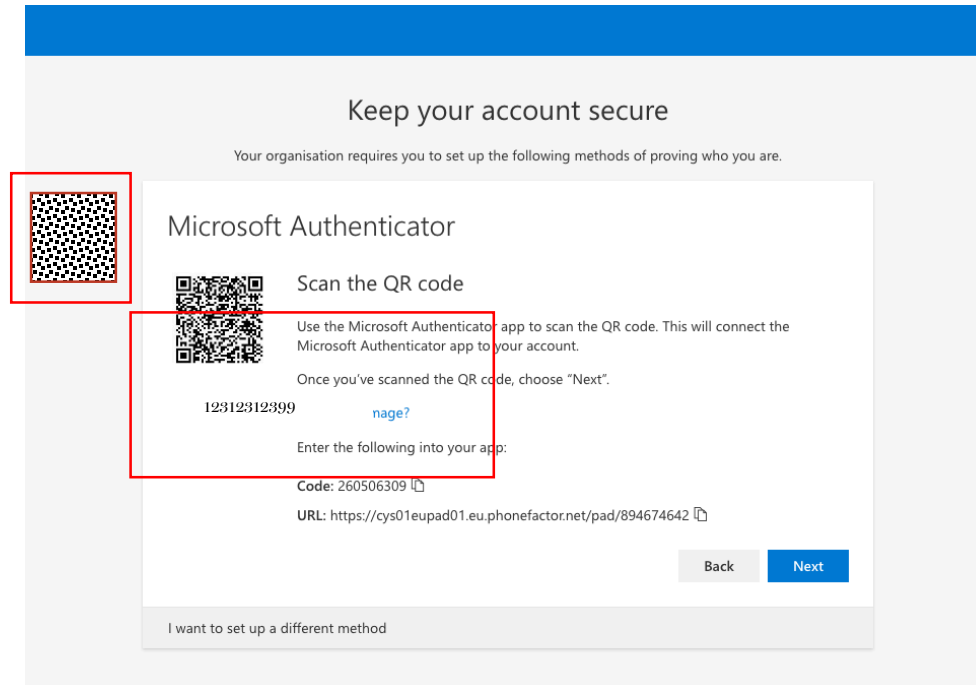 Keep your account secure
Your organisation requires you to set up the following methods of proving who you are.
Microsoft Authenticator
Scan the QR code
Use the Microsoft Authenticator app to scan the QR code. This will connect the
Microsoft Authenticator app to your account.
Once you've scanned the QR code, choose “Next”.
12312312399 nage?
Enter the following into your app:
Code: 260506309
URL: https://cys01eupad01.eu.phonefactor.net/pad/894674642
Back Next
I want to set up a different method